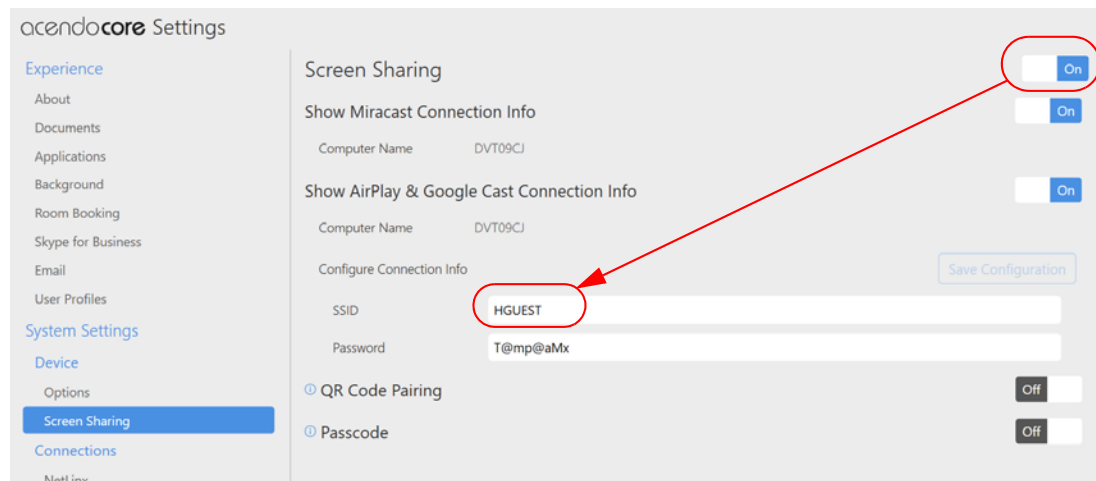 acendocore Settings
Experience
About
Documents
Applications
Background
Room Booking
Skype for Business
Email
User Profiles
System Settings
Device
Options
Screen Sharing
Connections
NetLinx
Screen Sharing On
Show Miracast Connection Info On
Computer Name DVT09CJ
Show AirPlay & Google Cast Connection Info On
Computer Name DVT09CJ
Configure Connection Info Save Configuration
SSID HGUEST
Password T@mp@aMx
QR Code Pairing Off
Passcode Off